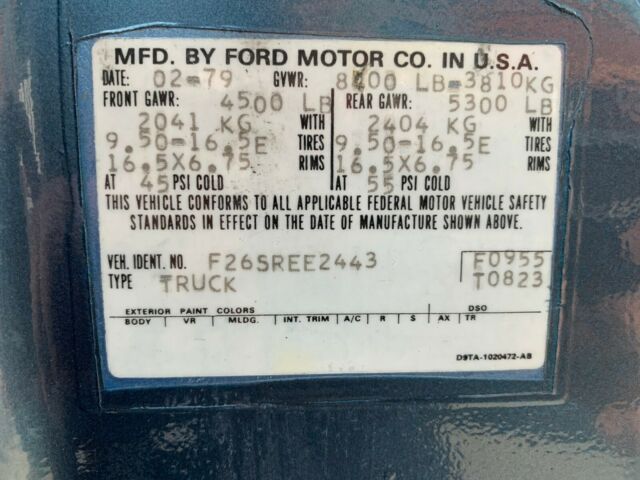 MFD. BY FORD MOTOR CO. IN U.S.A.
DATE: 02-79 GVWR: 8400 LB-3810KG
FRONT GAWR: 4500 LB REAR GAWR: 5300 LB
2041 KG WITH 2404 KG WITH
9.50-16.5E TIRES 9.50-16.5E TIRES
16.5X6.75 RIMS 16.5X6.75 RIMS
AT 45 PSI COLD AT 55 PSI COLD
THIS VEHICLE CONFORMS TO ALL APPLICABLE FEDERAL MOTOR VEHICLE SAFETY
STANDARDS IN EFFECT ON THE DATE OF MANUFACTURE SHOWN ABOVE.
VEH. IDENT. NO. F26SREE2443 F0955
TYPE TRUCK T0823
EXTERIOR PAINT COLORS DSO
BODY VR MLDG. INT. TRIM A/C R S AX TR
D9TA-1020472-AB